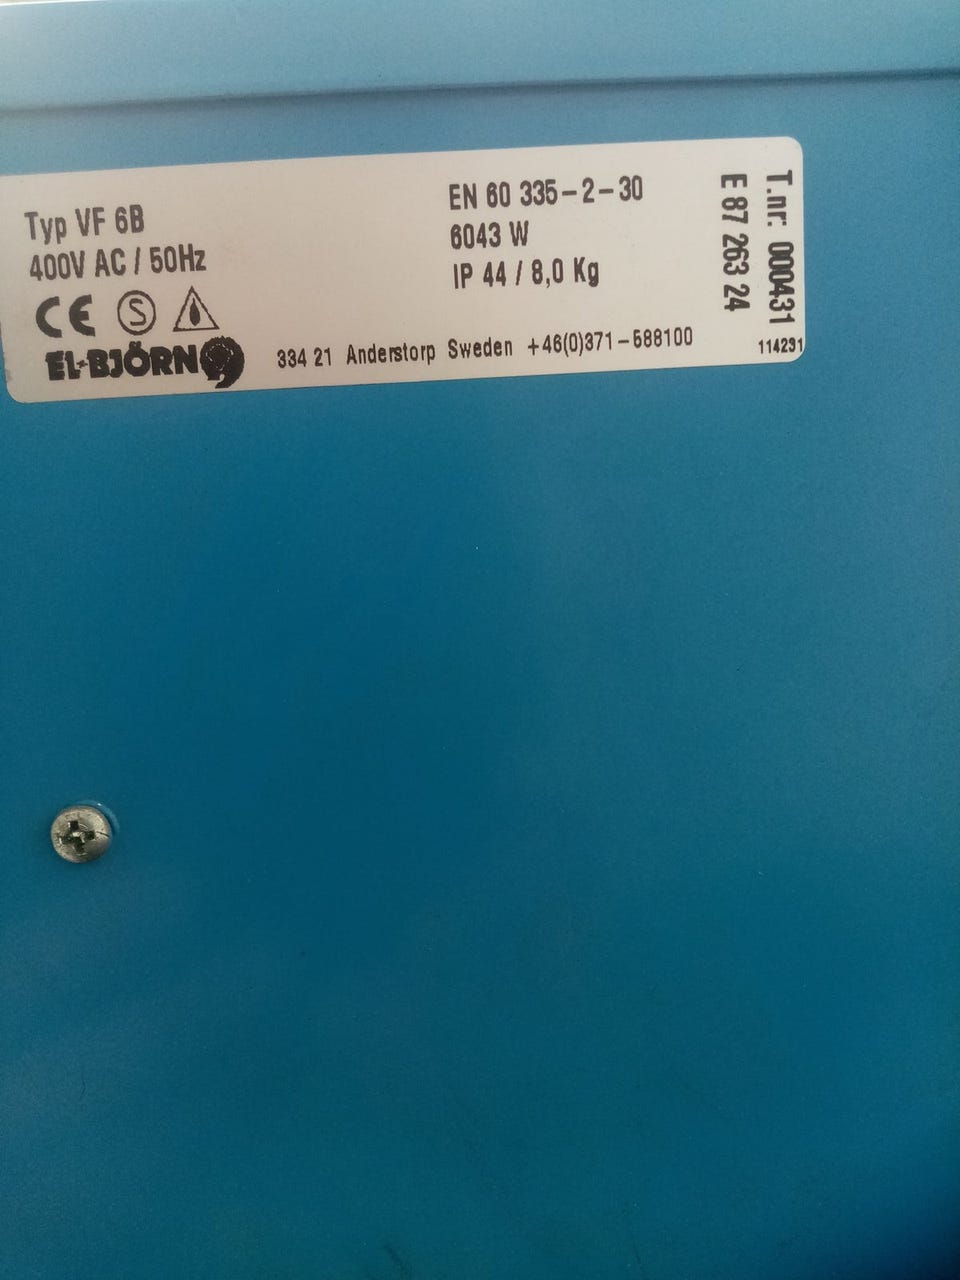 Typ VF 6B
400V AC / 50Hz
CE S
EL-BJÖRN
EN 60 335-2-30
6043 W
IP 44 / 8,0 Kg
334 21 Anderstorp Sweden +46(0)371-588100
T.nr: 000431
E 87 263 24
114231